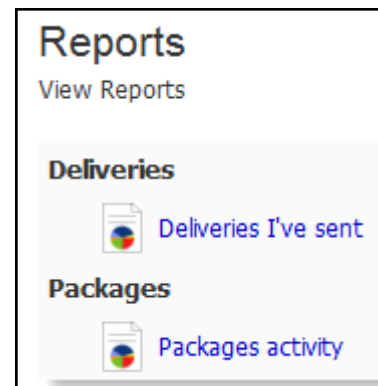 Reports
View Reports
Deliveries
Deliveries I've sent
Packages
Packages activity